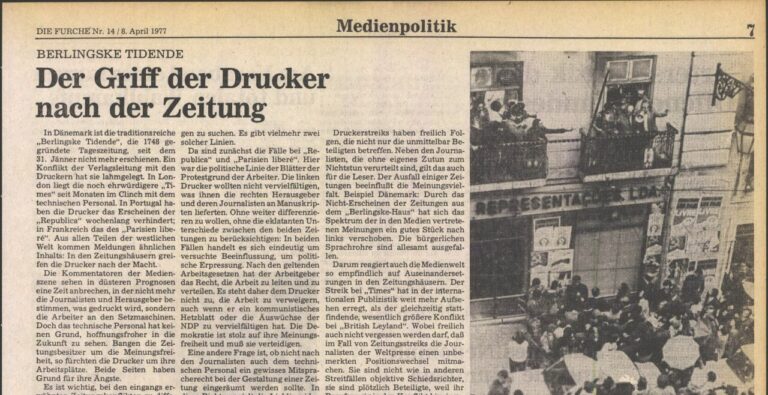 DIE FURCHE Nr. 14 / 8. April 1977
Medienpolitik
7
BERLINGSKE TIDENDE
Der Griff der Drucker
nach der Zeitung
In Dänemark ist die traditionsreiche
„Berlingske Tidende“, die 1748 ge-
gründete Tageszeitung, seit dem
31. Jänner nicht mehr erschienen. Ein
Konflikt der Verlagsleitung mit den
Druckern hat sie lahmgelegt. In Lon-
don liegt die noch ehrwürdigere „Ti-
mes“ seit Monaten im Clinch mit dem
technischen Personal. In Portugal ha-
ben die Drucker das Erscheinen der
„Republica“ wochenlang verhindert;
in Frankreich das des „Parisien libe-
ré“. Aus allen Teilen der westlichen
Welt kommen Meldungen ähnlichen
Inhalts: In den Zeitungshäusern grei-
fen die Drucker nach der Macht.
Die Kommentatoren der Medien-
szene sehen in düsteren Prognosen
eine Zeit anbrechen, in der nicht mehr
die Journalisten und Herausgeber be-
stimmen, was gedruckt wird, sondern
die Arbeiter an den Setzmaschinen.
Doch das technische Personal hat kei-
nen Grund, hoffnungsfroher in die
Zukunft zu sehen. Bangen die Zei-
tungsbesitzer um die Meinungsfrei-
heit, so fürchten die Drucker um ihre
Arbeitsplätze. Beide Seiten haben
Grund für ihre Ängste.
Es ist wichtig, bei den eingangs er-
gen zu suchen. Es gibt vielmehr zwei
solcher Linien.
Da sind zunächst die Fälle bei „Re-
publica“ und „Parisien libéré“. Hier
war die politische Linie der Blätter der
Protestgrund der Arbeiter. Die linken
Drucker wollten nicht vervielfältigen,
was ihnen die rechten Herausgeber
und deren Journalisten an Manuskrip-
ten lieferten. Ohne weiter differenzie-
ren zu wollen, ohne die eklatanten Un-
terschiede zwischen den beiden Zei-
tungen zu berücksichtigen: In beiden
Fällen handelt es sich eindeutig um
versuchte Beeinflussung, um politi-
sche Erpressung. Nach den geltenden
Arbeitsgesetzen hat der Arbeitgeber
das Recht, die Arbeit zu leiten und zu
verteilen. Es steht daher dem Drucker
nicht zu, die Arbeit zu verweigern,
auch wenn er ein kommunistisches
Hetzblatt oder die Auswüchse der
NDP zu vervielfältigen hat. Die De-
mokratie ist stolz auf ihre Meinungs-
freiheit und muß sie verteidigen.
Eine andere Frage ist, ob nicht nach
den Journalisten auch dem techni-
schen Personal ein gewisses Mitspra-
cherecht bei der Gestaltung einer Zei-
tung eingeräumt werden sollte. In
Druckerstreiks haben freilich Fol-
gen, die nicht nur die unmittelbar Be-
teiligten betreffen. Neben den Journali-
sten, die ohne eigenes Zutun zum
Nichtstun verurteilt sind, gilt das auch
für die Leser. Der Ausfall einiger Zei-
tungen beeinflußt die Meinungsviel-
falt. Beispiel Dänemark: Durch das
Nicht-Erscheinen der Zeitungen aus
dem „Berlingske-Haus“ hat sich das
Spektrum der in den Medien vertrete-
nen Meinungen ein gutes Stück nach
links verschoben. Die bürgerlichen
Sprachrohre sind allesamt ausgefal-
len.
Darum reagiert auch die Medienwelt
so empfindlich auf Auseinandersetz-
ungen in den Zeitungshäusern. Der
Streik bei „Times“ hat in der inter-
nationalen Publizistik weit mehr Aufse-
hen erregt, als der gleichzeitig statt-
findende, wesentlich größere Konflikt
bei „British Leyland“. Wobei freilich
auch nicht vergessen werden darf, daß
im Fall von Zeitungsstreiks die Jour-
nalisten der Weltpresse einen unbe-
merkten Positionswechsel mitma-
chen. Sie sind nicht wie in anderen
Streitfällen objektive Schiedsrichter,
sie sind plötzlich Beteiligte, weil ihr
REPRESENTAÇÕES